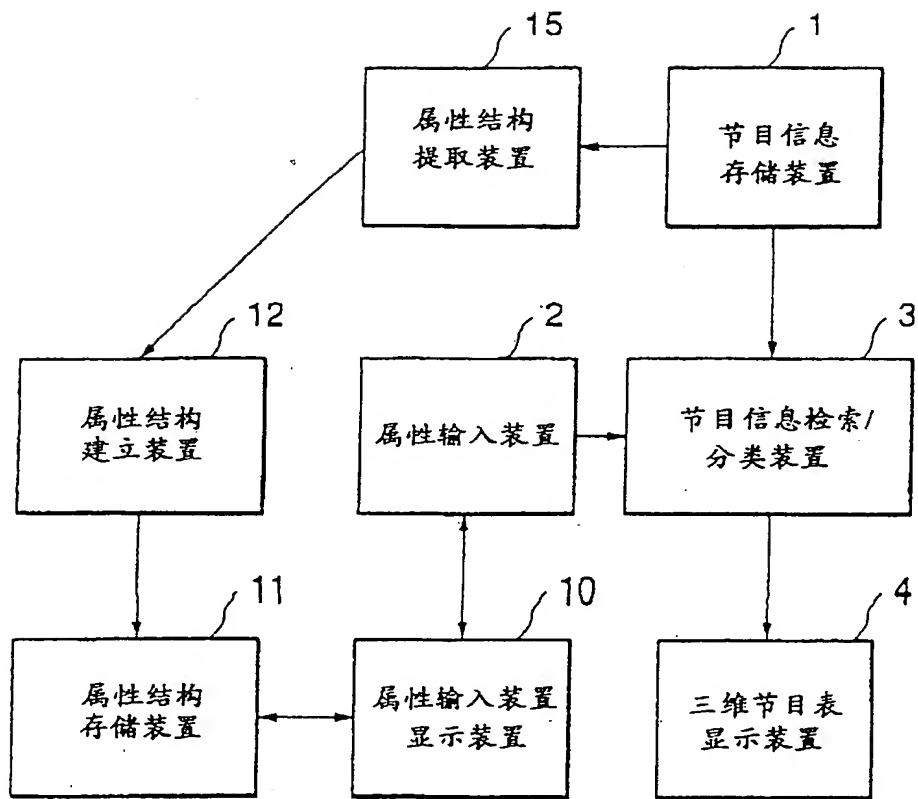 15
1
属性结构
提取装置
节目信息
存储装置
12
2
3
属性结构
建立装置
属性输入装置
节目信息检索/
分类装置
11
10
4
属性结构
存储装置
属性输入装置
显示装置
三维节目表
显示装置